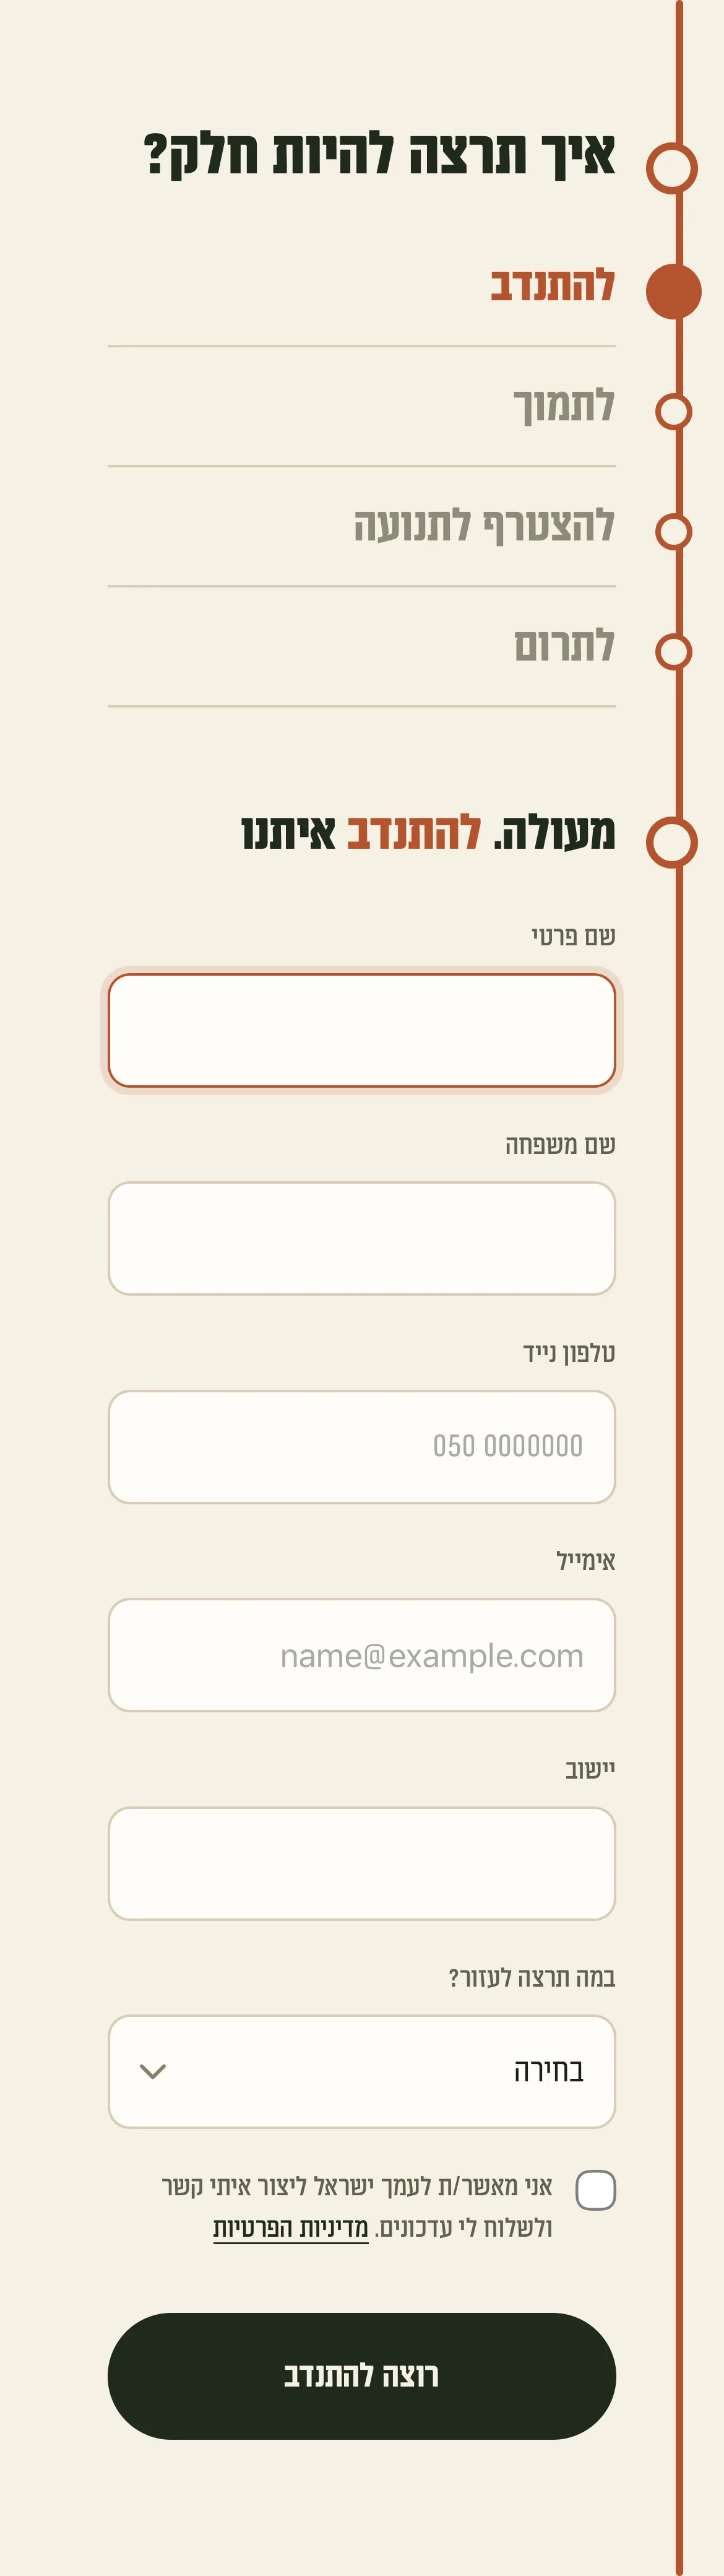 איך תרצה להיות חלק?
להתנדב
לתמוך
להצטרף לתנועה
לתרום
מעולה. להתנדב איתנו
שם פרטי
שם משפחה
טלפון נייד
050 0000000
אימייל
name@example.com
יישוב
במה תרצה לעזור?
בחירה
אני מאשר/ת לעמך ישראל ליצור איתי קשר
ולשלוח לי עדכונים. מדיניות הפרטיות
רוצה להתנדב